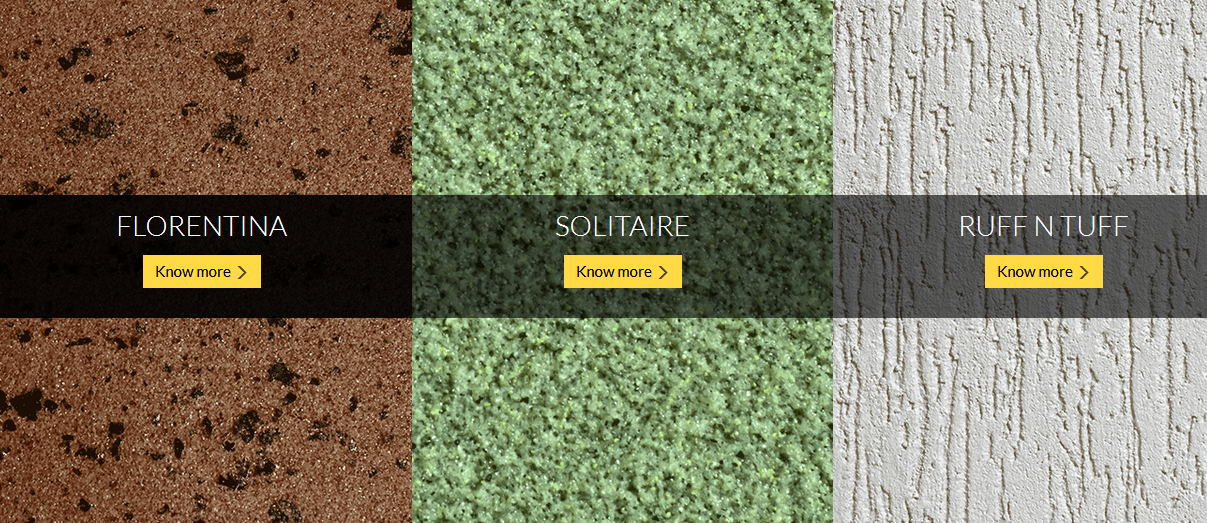 FLORENTINA
Know more
SOLITAIRE
Know more
RUFF N TUFF
Know more